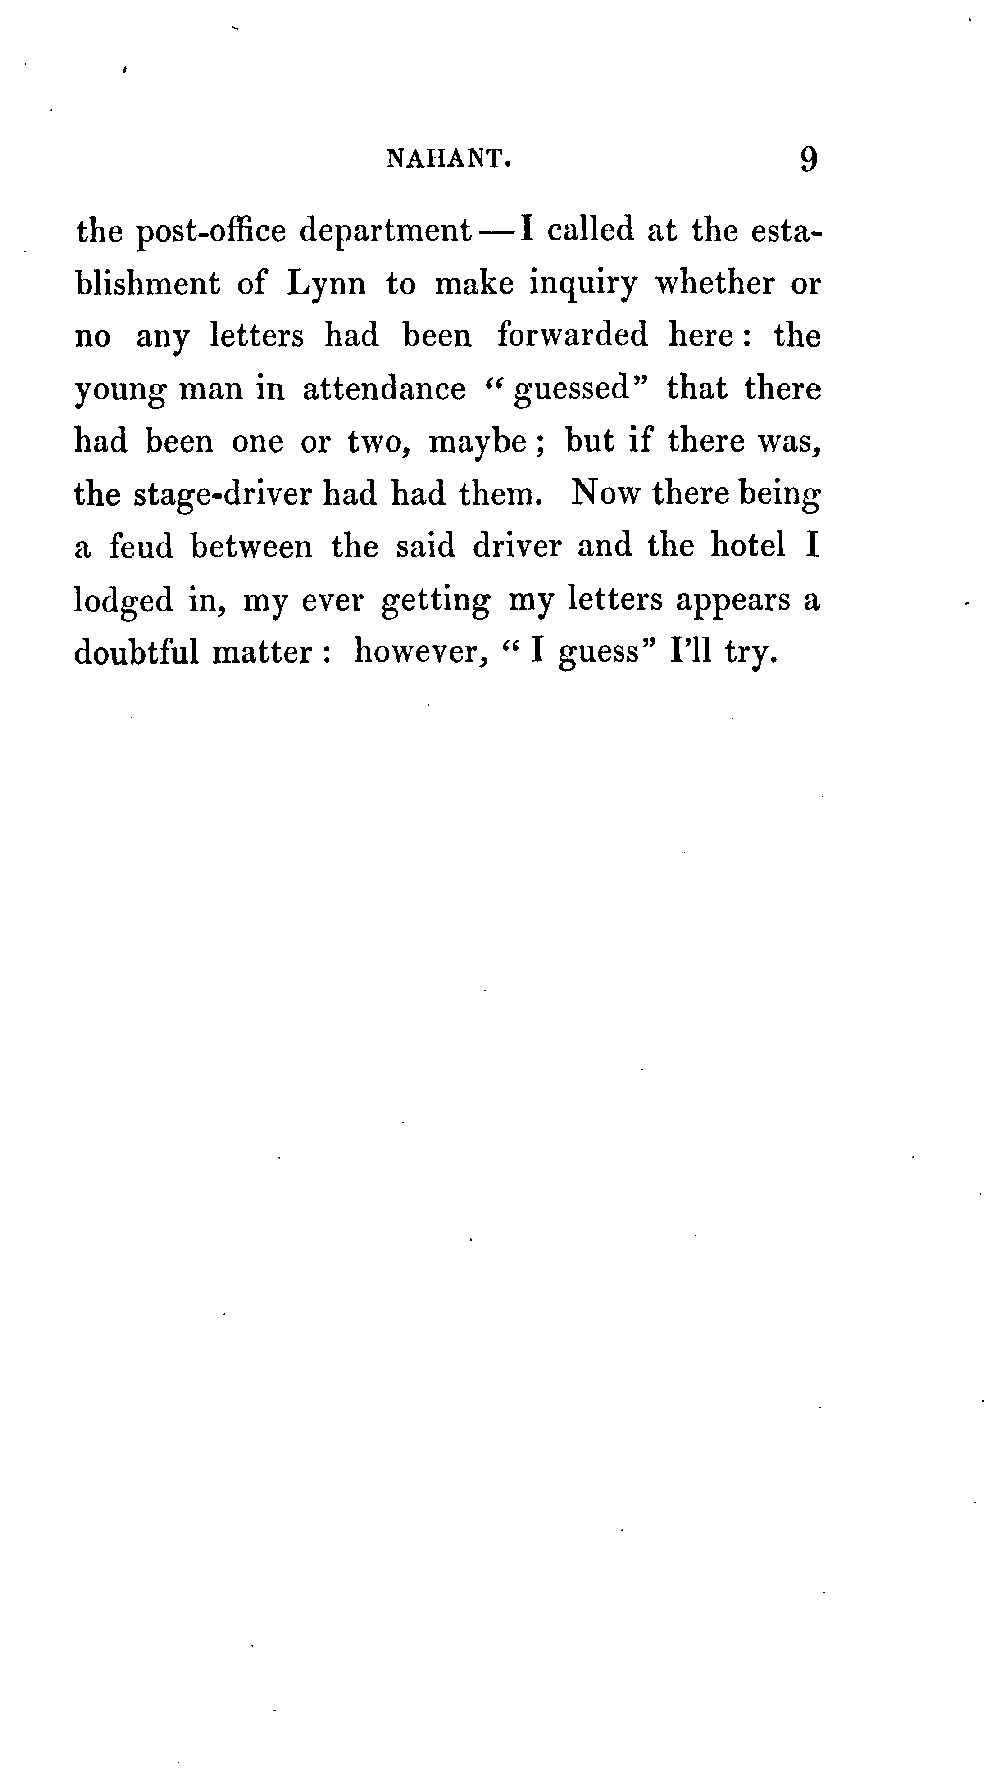 NAHANT. 9
the post-office department—I called at the esta-
blishment of Lynn to make inquiry whether or
no any letters had been forwarded here : the
young man in attendance “ guessed” that there
had been one or two, maybe ; but if there was,
the stage-driver had had them. Now there being
a feud between the said driver and the hotel I
lodged in, my ever getting my letters appears a
doubtful matter : however, “ I guess” I’ll try.